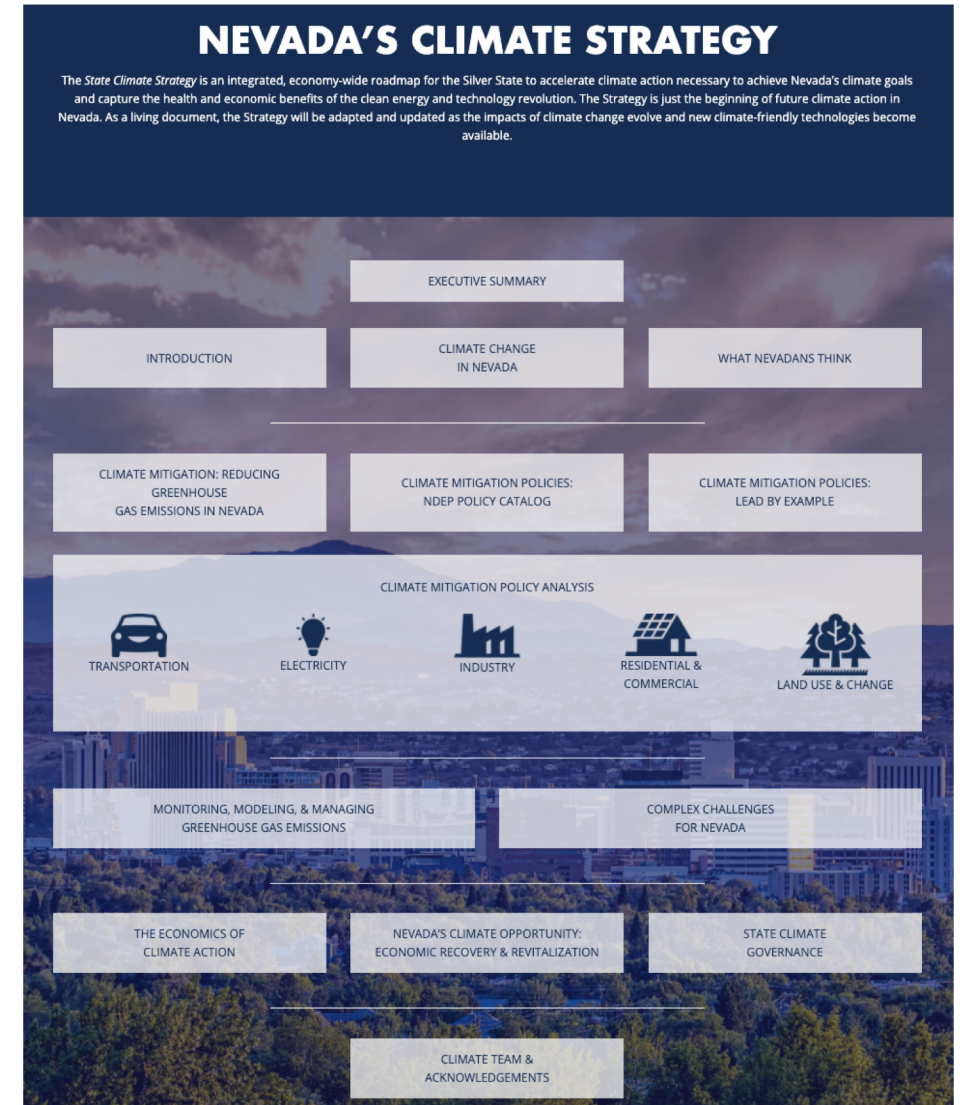 NEVADA’S CLIMATE STRATEGY
The State Climate Strategy is an integrated, economy-wide roadmap for the Silver State to accelerate climate action necessary to achieve Nevada’s climate goals
and capture the health and economic benefits of the clean energy and technology revolution. The Strategy is just the beginning of future climate action in
Nevada. As a living document, the Strategy will be adapted and updated as the impacts of climate change evolve and new climate-friendly technologies become
available.
EXECUTIVE SUMMARY
INTRODUCTION
CLIMATE CHANGE
IN NEVADA
WHAT NEVADANS THINK
CLIMATE MITIGATION: REDUCING
GREENHOUSE
GAS EMISSIONS IN NEVADA
CLIMATE MITIGATION POLICIES:
NDEP POLICY CATALOG
CLIMATE MITIGATION POLICIES:
LEAD BY EXAMPLE
CLIMATE MITIGATION POLICY ANALYSIS
TRANSPORTATION
ELECTRICITY
INDUSTRY
RESIDENTIAL &
COMMERCIAL
LAND USE & CHANGE
MONITORING, MODELING, & MANAGING
GREENHOUSE GAS EMISSIONS
COMPLEX CHALLENGES
FOR NEVADA
THE ECONOMICS OF
CLIMATE ACTION
NEVADA’S CLIMATE OPPORTUNITY:
ECONOMIC RECOVERY & REVITALIZATION
STATE CLIMATE
GOVERNANCE
CLIMATE TEAM &
ACKNOWLEDGEMENTS